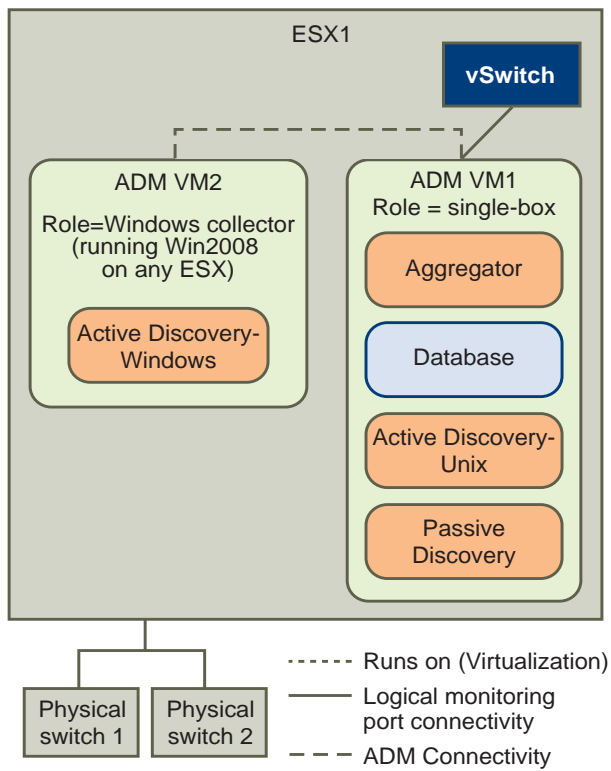 ESX1
vSwitch
ADM VM2
Role=Windows collector
(running Win2008
on any ESX)
Active Discovery-
Windows
ADM VM1
Role = single-box
Aggregator
Database
Active Discovery-
Unix
Passive
Discovery
Physical
switch 1
Physical
switch 2
Runs on (Virtualization)
Logical monitoring
port connectivity
ADM Connectivity